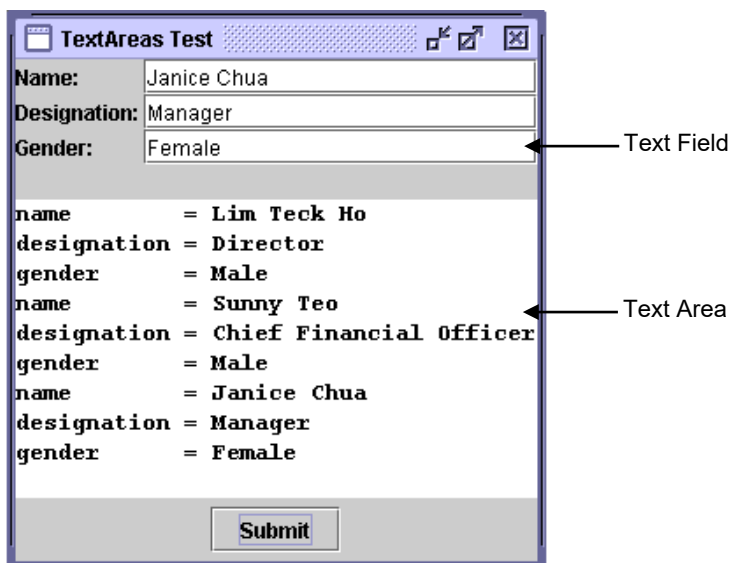 TextAreas Test
Name: Janice Chua
Designation: Manager
Gender: Female
Text Field
name = Lim Teck Ho
designation = Director
gender = Male
name = Sunny Teo
Text Area
designation = Chief Financial Officer
gender = Male
name = Janice Chua
designation = Manager
gender = Female
Submit